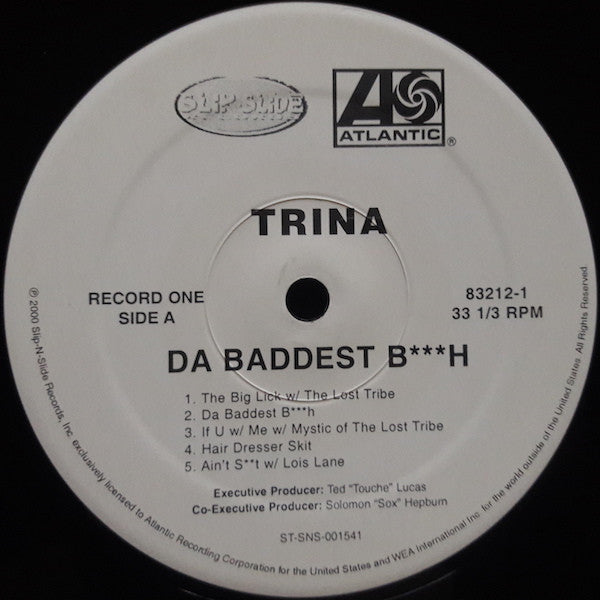 SLIP-N-SLIDE
ATLANTIC®
TRINA
RECORD ONE
SIDE A
83212-1
33 1/3 RPM
DA BADDEST B***H
1. The Big Lick w/ The Lost Tribe
2. Da Baddest B***h
3. If U w/ Me w/ Mystic of The Lost Tribe
4. Hair Dresser Skit
5. Ain't S**t w/ Lois Lane
Executive Producer: Ted "Touche" Lucas
Co-Executive Producer: Solomon "Sox" Hepburn
ST-SNS-001541
℗ 2000 Slip-N-Slide Records, Inc. exclusively licensed to Atlantic Recording Corporation for the United States and WEA International Inc. for the world outside of the United States. All Rights Reserved